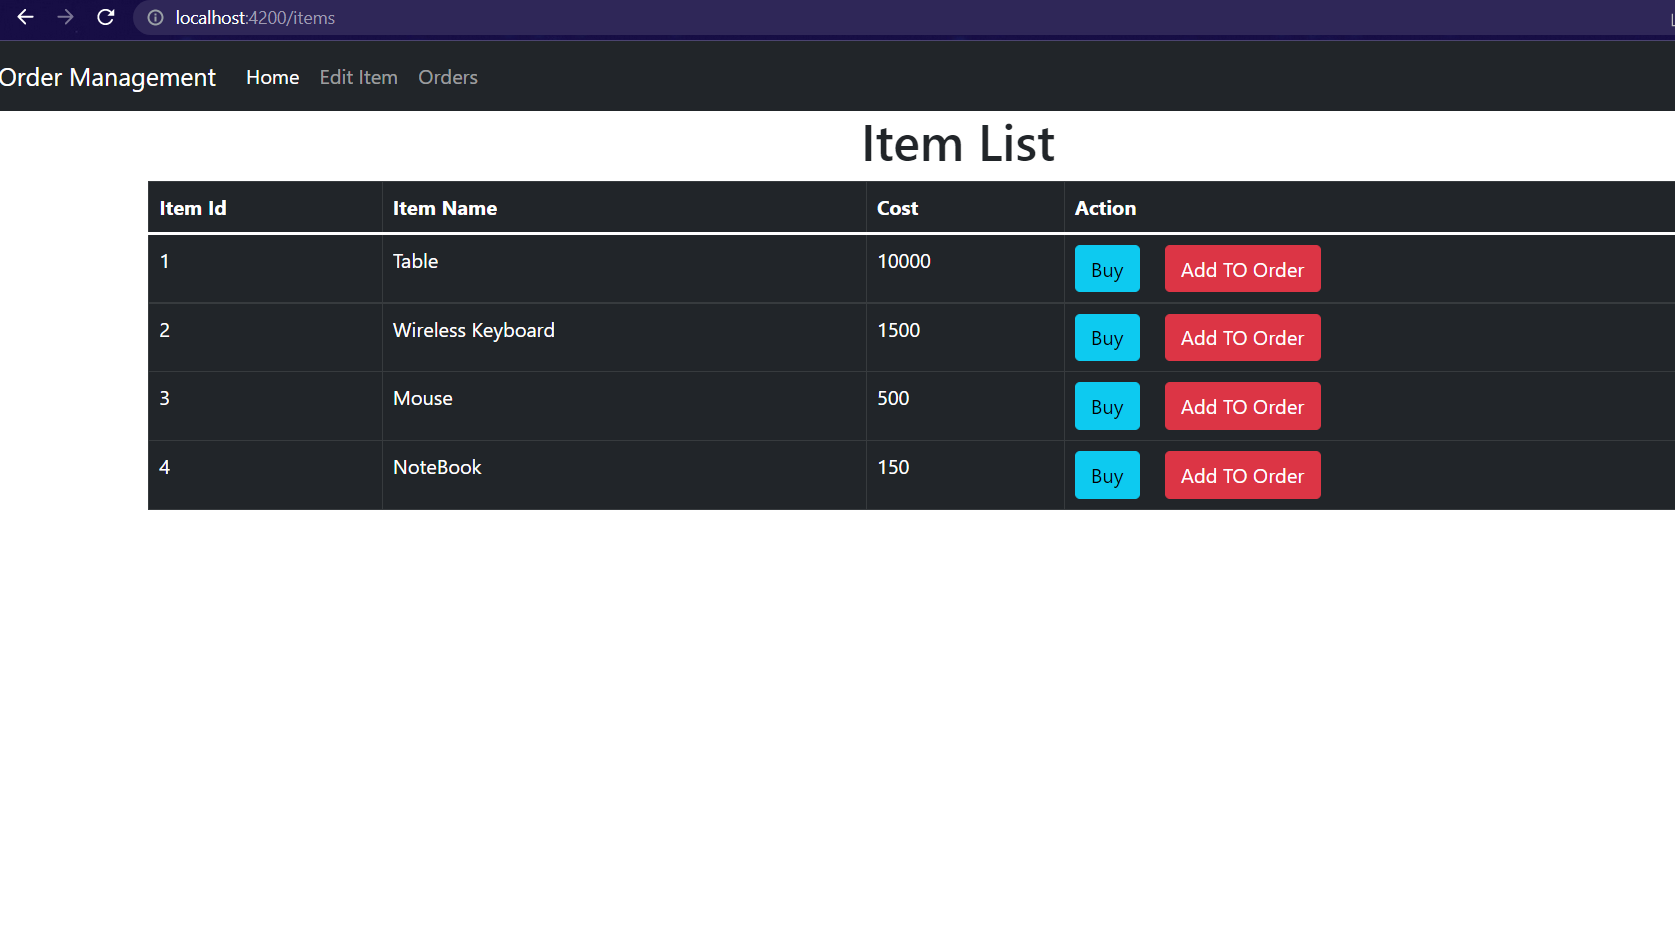 localhost:4200/items
Order Management Home Edit Item Orders
Item List
Item Id Item Name Cost Action
1 Table 10000 Buy Add TO Order
2 Wireless Keyboard 1500 Buy Add TO Order
3 Mouse 500 Buy Add TO Order
4 NoteBook 150 Buy Add TO Order